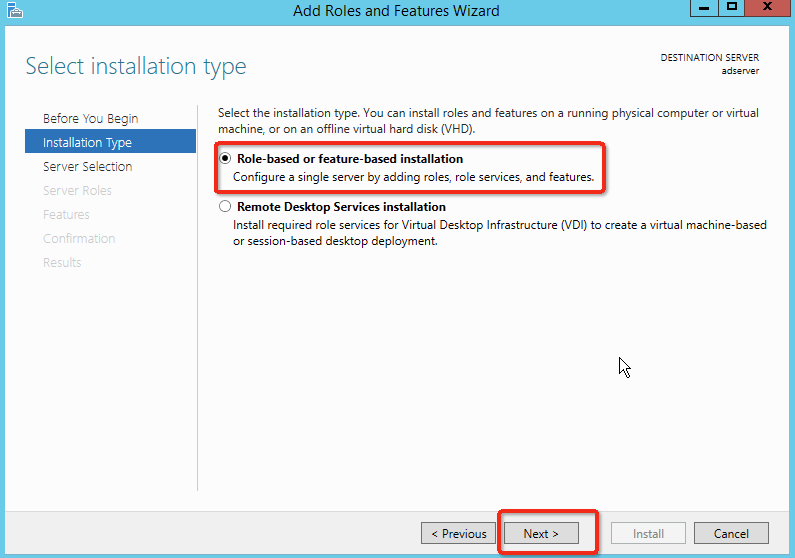 Add Roles and Features Wizard
Select installation type
DESTINATION SERVER
adserver
Before You Begin
Installation Type
Server Selection
Server Roles
Features
Confirmation
Results
Select the installation type. You can install roles and features on a running physical computer or virtual
machine, or on an offline virtual hard disk (VHD).
Role-based or feature-based installation
Configure a single server by adding roles, role services, and features.
Remote Desktop Services installation
Install required role services for Virtual Desktop Infrastructure (VDI) to create a virtual machine-based
or session-based desktop deployment.
< Previous
Next >
Install
Cancel